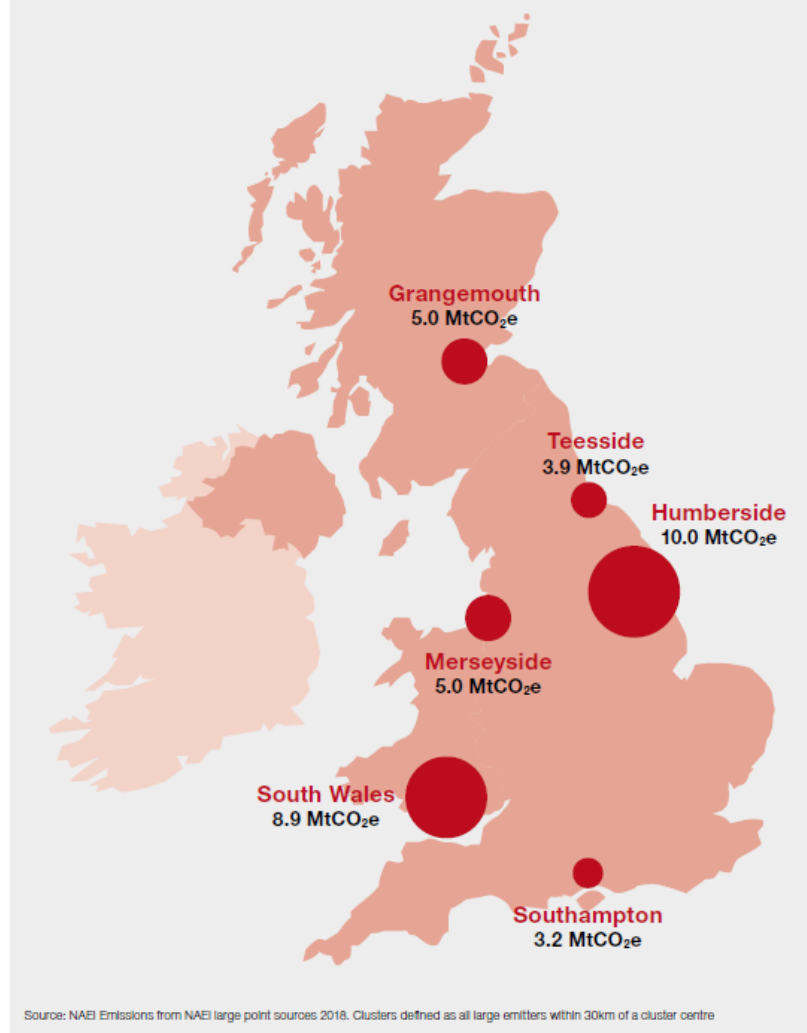 Grangemouth
5.0 MtCO₂e
Teesside
3.9 MtCO₂e
Humberside
10.0 MtCO₂e
Merseyside
5.0 MtCO₂e
South Wales
8.9 MtCO₂e
Southampton
3.2 MtCO₂e
Source: NAEI Emissions from NAEI large point sources 2018. Clusters defined as all large emitters within 30km of a cluster centre